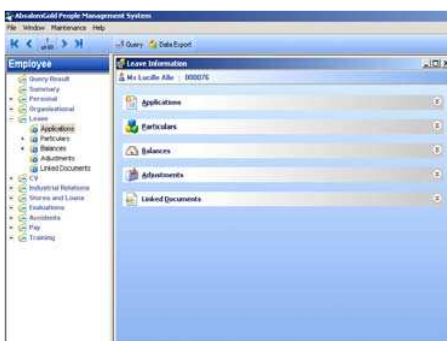 AbsalomGold People Management System
File Window Maintenance Help
Query Data Export
Employee
Query Result
Summary
Personal
Organisational
Leave
Applications
Particulars
Balances
Adjustments
Linked Documents
CV
Industrial Relations
Stores and Loans
Evaluations
Accidents
Pay
Training
Leave Information
Ms Lucille Alle : 000076
Applications
Particulars
Balances
Adjustments
Linked Documents